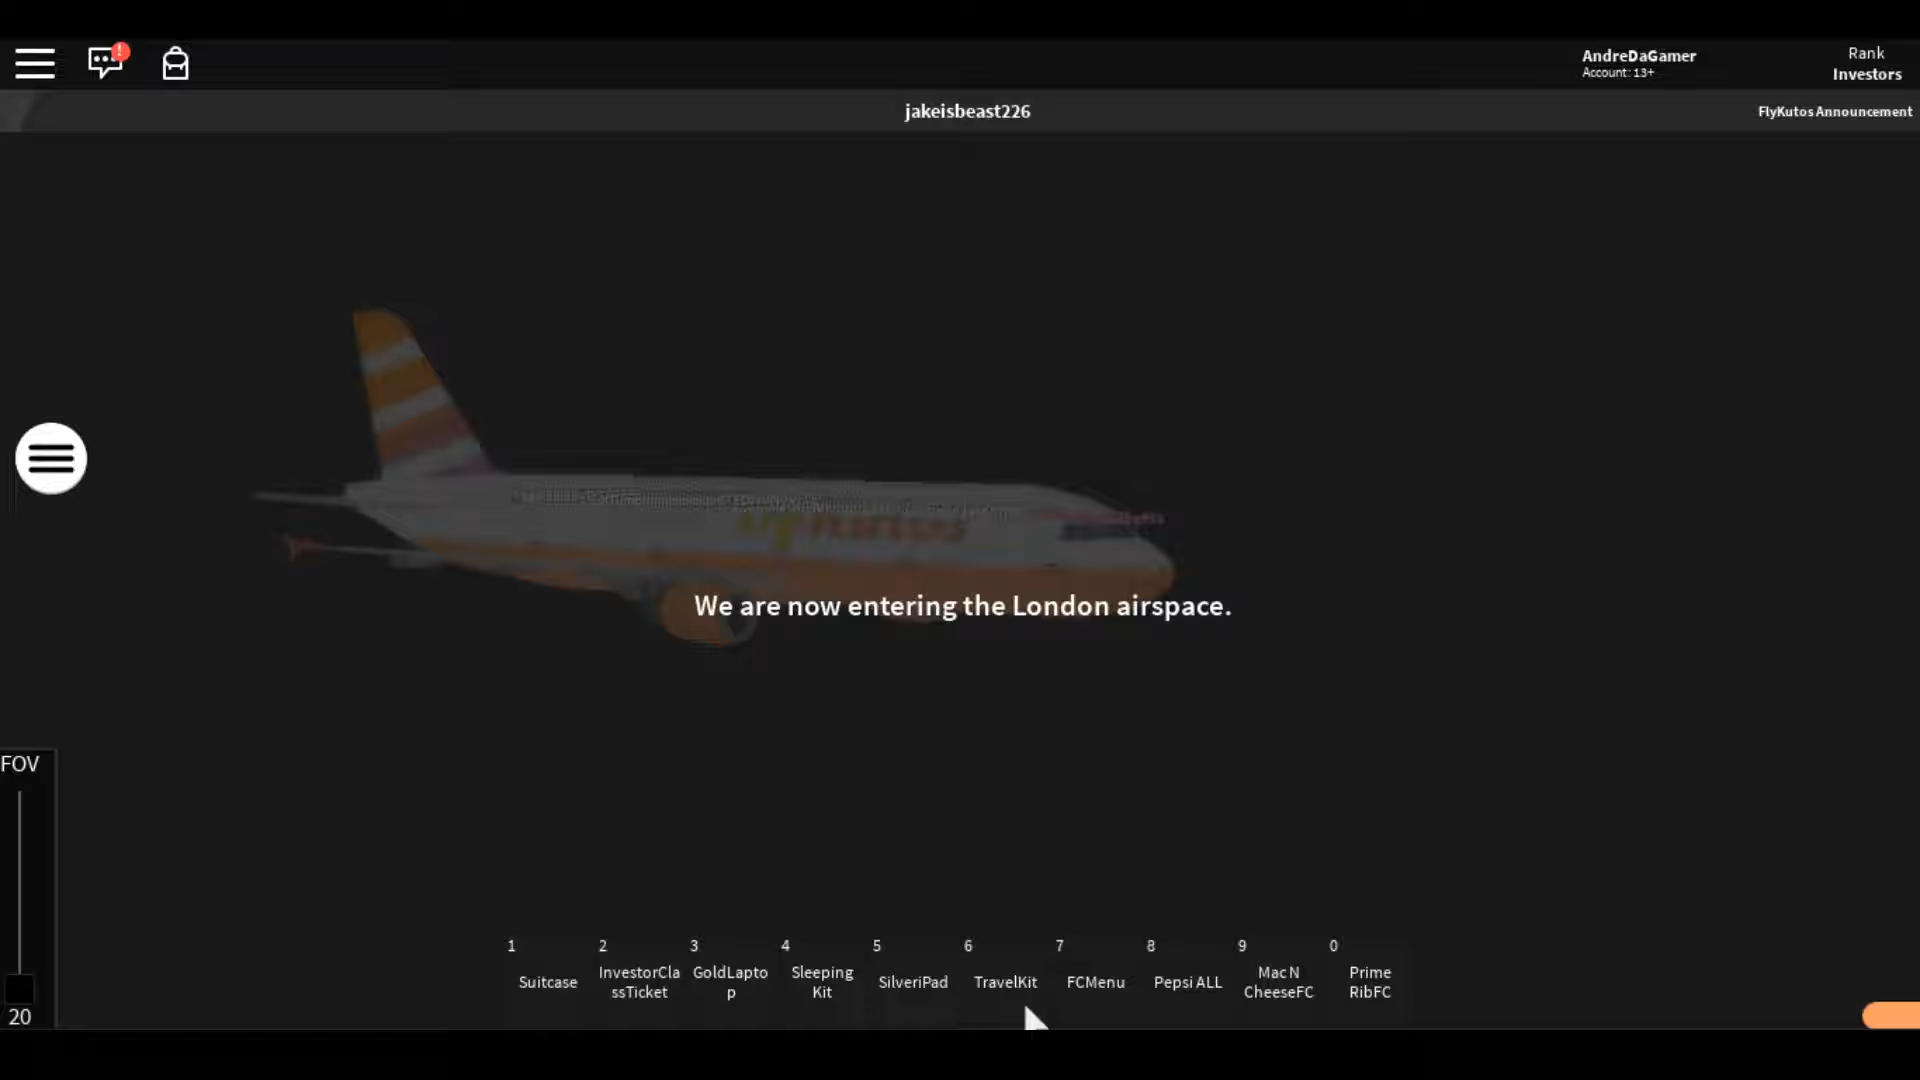 AndreDaGamer
Account: 13+
Rank
Investors
jakeisbeast226
FlyKutos Announcement
We are now entering the London airspace.
FOV
20
1
Suitcase
2
InvestorCla
ssTicket
3
GoldLapto
p
4
Sleeping
Kit
5
SilveriPad
6
TravelKit
7
FCMenu
8
Pepsi ALL
9
Mac N
CheeseFC
0
Prime
RibFC